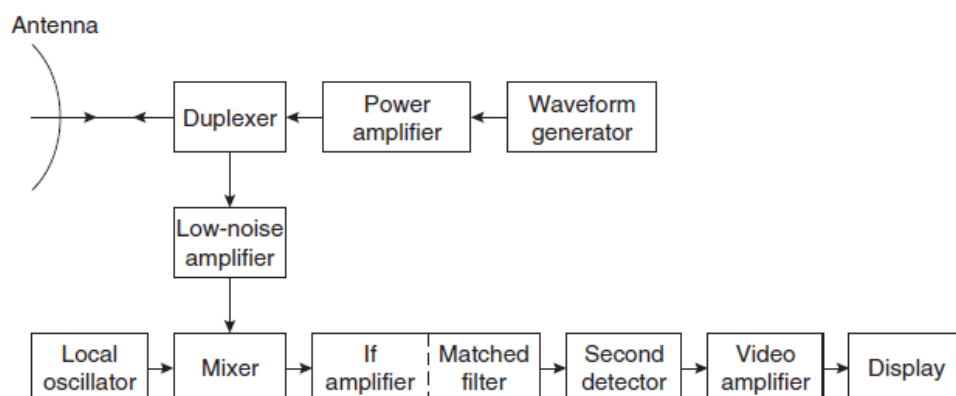 Antenna
Duplexer
Power
amplifier
Waveform
generator
Low-noise
amplifier
Local
oscillator
Mixer
If
amplifier
Matched
filter
Second
detector
Video
amplifier
Display